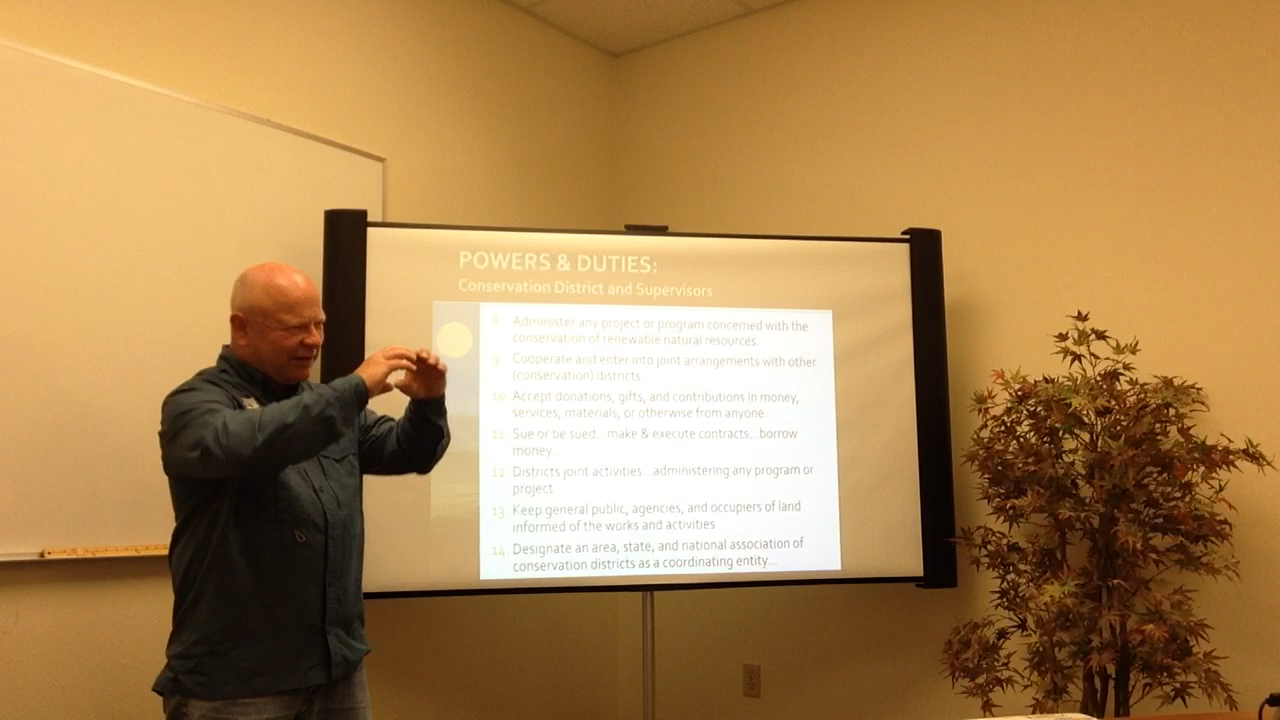 POWERS & DUTIES:
Conservation District and Supervisors
8. Administer any project or program concerned with the
conservation of renewable natural resources.
9. Cooperate and enter into joint arrangements with other
(conservation) districts
10. Accept donations, gifts, and contributions in money,
services, materials, or otherwise from anyone.
11. Sue or be sued...make & execute contracts...borrow
money
12. Districts joint activities...administering any program or
project
13. Keep general public, agencies, and occupiers of land
informed of the works and activities
14. Designate an area, state, and national association of
conservation districts as a coordinating entity...